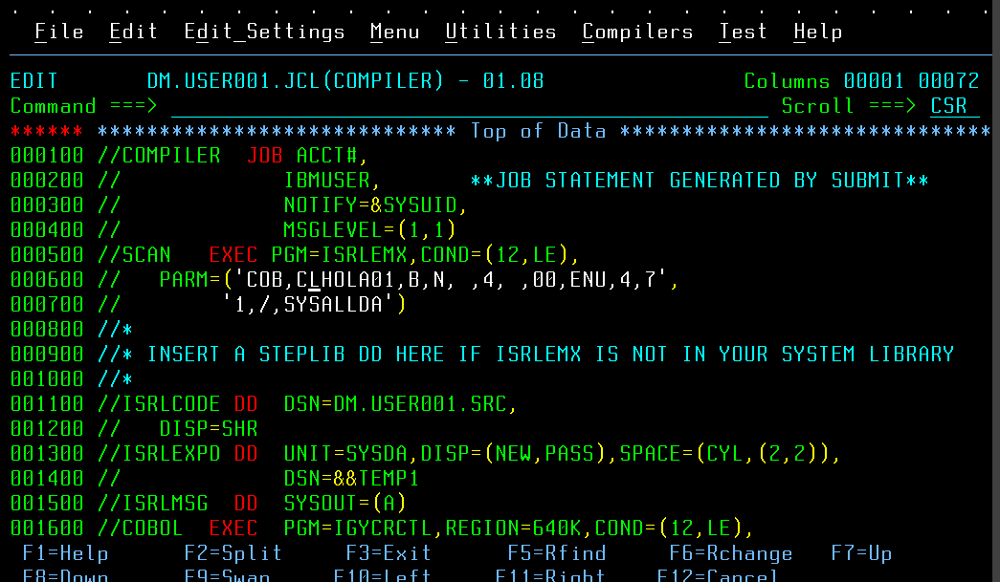 File  Edit  Edit_Settings  Menu  Utilities  Compilers  Test  Help
EDIT       DM.USER001.JCL(COMPILER) - 01.08                Columns 00001 00072
Command ===>                                                  Scroll ===> CSR
****** ***************************** Top of Data ******************************
000100 //COMPILER  JOB ACCT#,
000200 //             IBMUSER,       **JOB STATEMENT GENERATED BY SUBMIT**
000300 //             NOTIFY=&SYSUID,
000400 //             MSGLEVEL=(1,1)
000500 //SCAN   EXEC PGM=ISRLEMX,COND=(12,LE),
000600 //   PARM=('COB,CLHOLA01,B,N, ,4, ,00,ENU,4,7',
000700 //        '1,/,SYSALLDA')
000800 //*
000900 //* INSERT A STEPLIB DD HERE IF ISRLEMX IS NOT IN YOUR SYSTEM LIBRARY
001000 //*
001100 //ISRLCODE DD  DSN=DM.USER001.SRC,
001200 //   DISP=SHR
001300 //ISRLEXPD DD  UNIT=SYSDA,DISP=(NEW,PASS),SPACE=(CYL,(2,2)),
001400 //             DSN=&&TEMP1
001500 //ISRLMSG  DD  SYSOUT=(A)
001600 //COBOL  EXEC  PGM=IGYCRCTL,REGION=640K,COND=(12,LE),
F1=Help      F2=Split     F3=Exit      F5=Rfind     F6=Rchange   F7=Up
F8=Down      F9=Swap     F10=Left     F11=Right    F12=Cancel